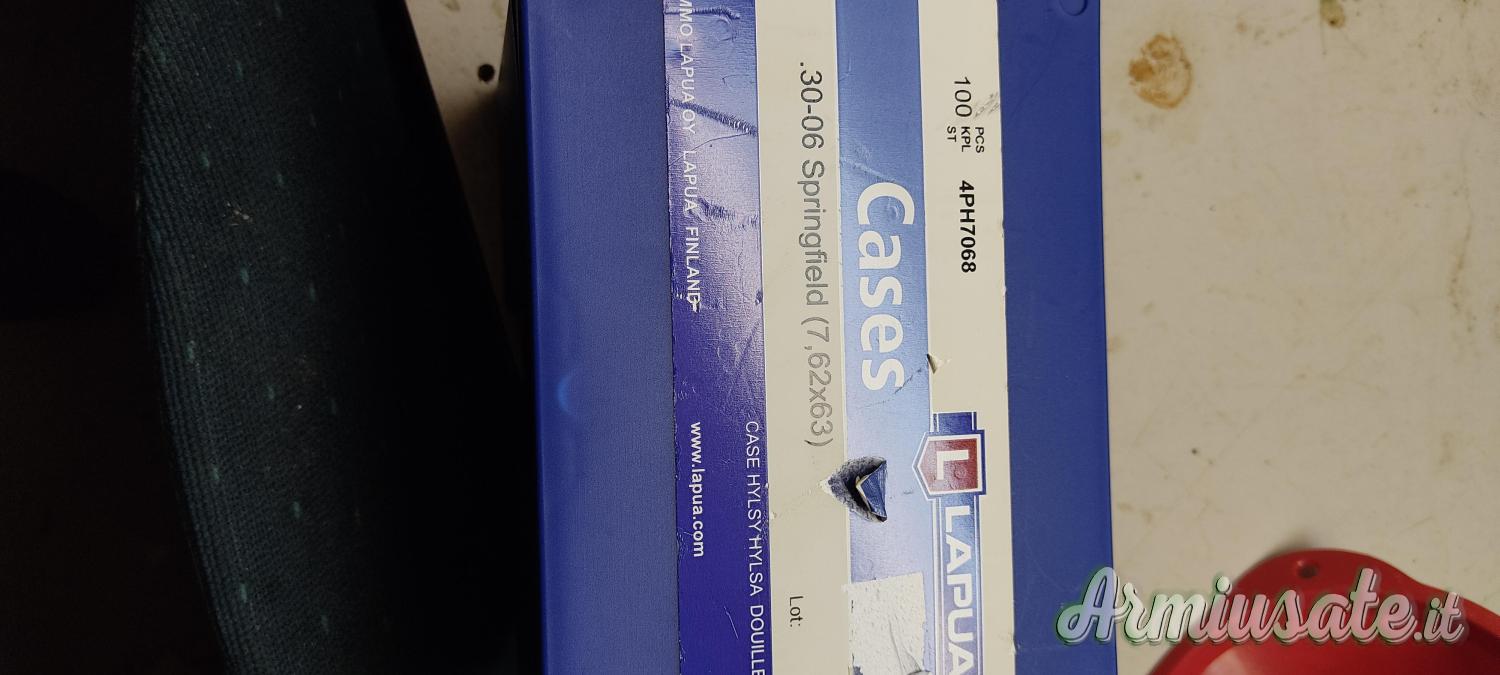 100 PCS
KPL
ST
4PH7068
L LAPUA
Cases
.30-06 Springfield (7,62x63)
Lot:
CASE HYLSY HYLSA DOUILLE
LAPUA OY LAPUA FINLAND
www.lapua.com
Armiusate.it